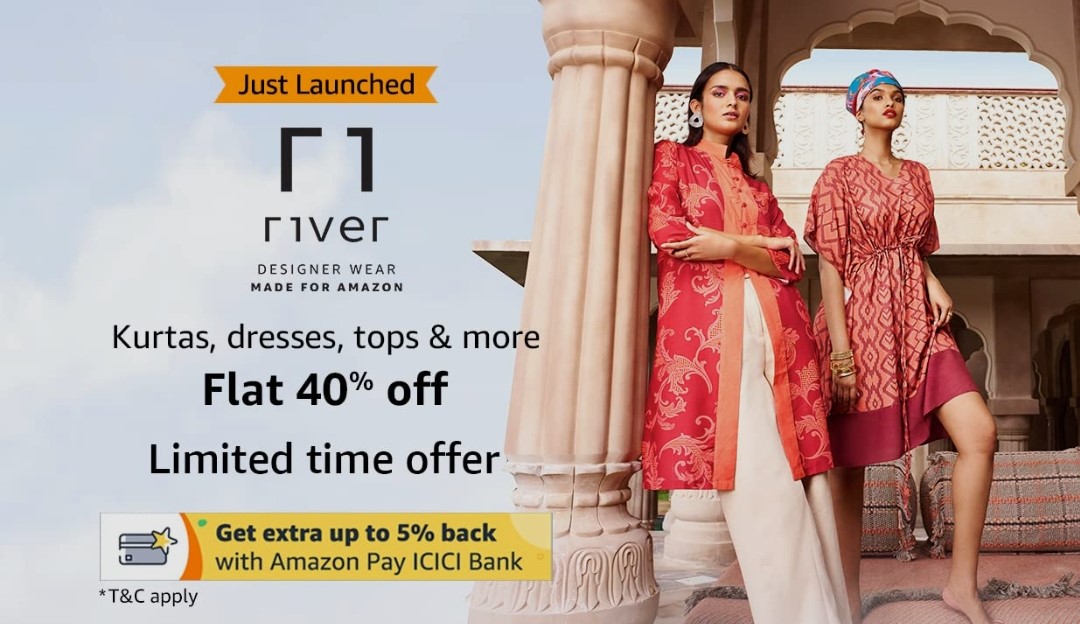 Just Launched
rıver
DESIGNER WEAR
MADE FOR AMAZON
Kurtas, dresses, tops & more
Flat 40% off
Limited time offer
Get extra up to 5% back
with Amazon Pay ICICI Bank
*T&C apply